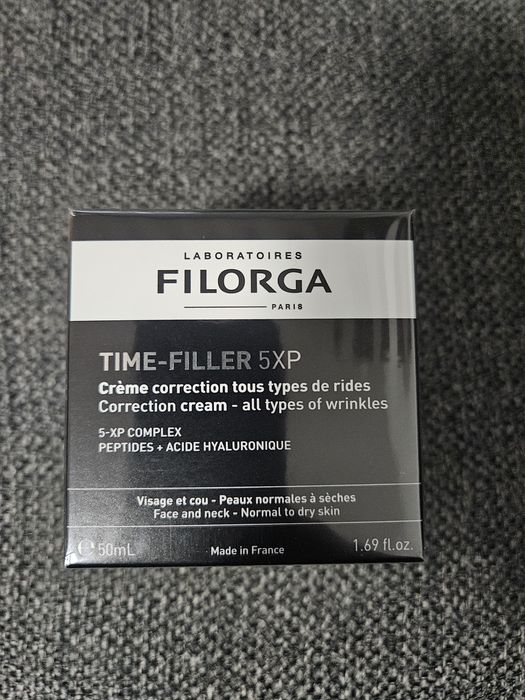 LABORATOIRES
FILORGA
PARIS
TIME-FILLER 5XP
Crème correction tous types de rides
Correction cream - all types of wrinkles
5-XP COMPLEX
PEPTIDES + ACIDE HYALURONIQUE
Visage et cou - Peaux normales à sèches
Face and neck - Normal to dry skin
℮ 50mL Made in France 1.69 fl.oz.